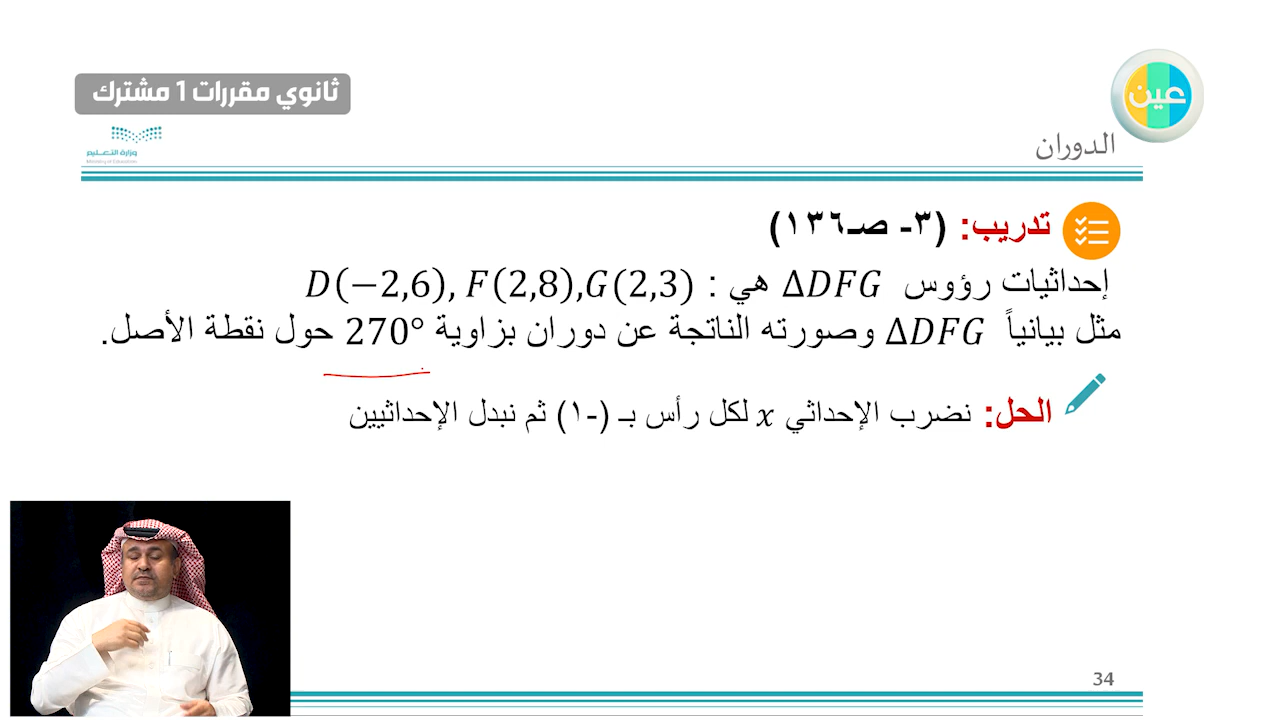 ثانوي مقررات 1 مشترك
عين
وزارة التعـــليم
Ministry of Education
الدوران
تدريب: (٣- صـ١٣٦)
إحداثيات رؤوس ΔDFG هي : D(−2,6), F(2,8),G(2,3)
مثل بيانياً ΔDFG وصورته الناتجة عن دوران بزاوية 270° حول نقطة الأصل.
الحل: نضرب الإحداثي x لكل رأس بـ (-١) ثم نبدل الإحداثيين
34